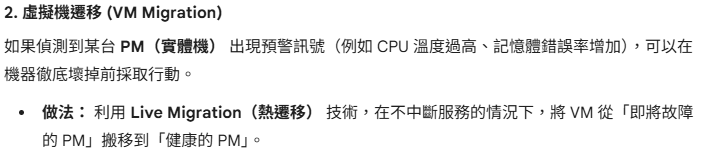 2. 虛擬機遷移 (VM Migration)
如果偵測到某台 PM（實體機） 出現預警訊號（例如 CPU 溫度過高、記憶體錯誤率增加），可以在
機器徹底壞掉前採取行動。
• 做法： 利用 Live Migration（熱遷移） 技術，在不中斷服務的情況下，將 VM 從「即將故障
的 PM」搬移到「健康的 PM」。